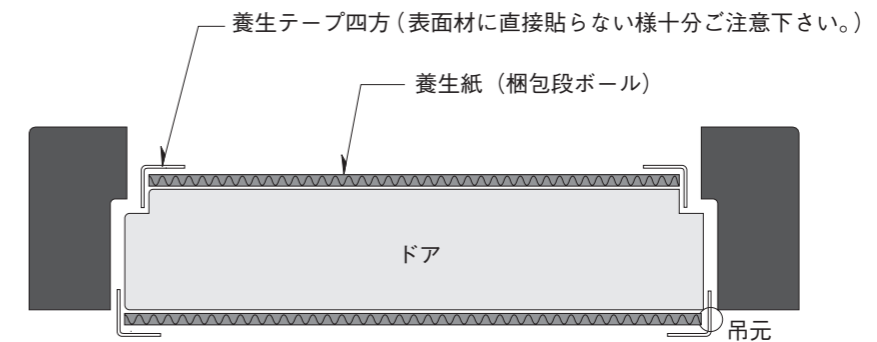 養生テープ四方（表面材に直接貼らない様十分ご注意下さい。）
養生紙（梱包段ボール）
ドア
吊元